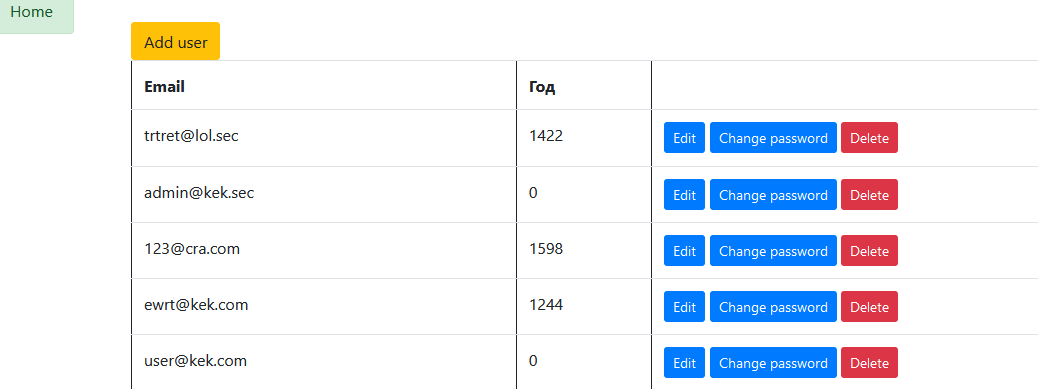 Home
Add user
Email Год
trtret@lol.sec 1422 Edit Change password Delete
admin@kek.sec 0 Edit Change password Delete
123@cra.com 1598 Edit Change password Delete
ewrt@kek.com 1244 Edit Change password Delete
user@kek.com 0 Edit Change password Delete